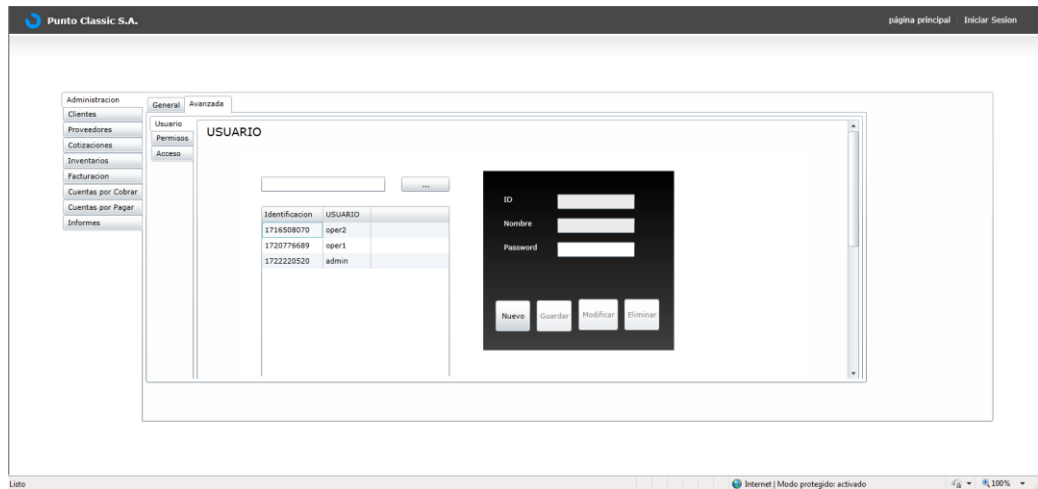 Punto Classic S.A.
página principal Iniciar Sesion
Administracion
Clientes
Proveedores
Cotizaciones
Inventarios
Facturacion
Cuentas por Cobrar
Cuentas por Pagar
Informes
General Avanzada
Usuario
Permisos
Acceso
USUARIO
...
Identificacion USUARIO
1716508070 oper2
1720776689 oper1
1722220520 admin
ID
Nombre
Password
Nuevo Guardar Modificar Eliminar
Listo
Internet | Modo protegido: activado
100%